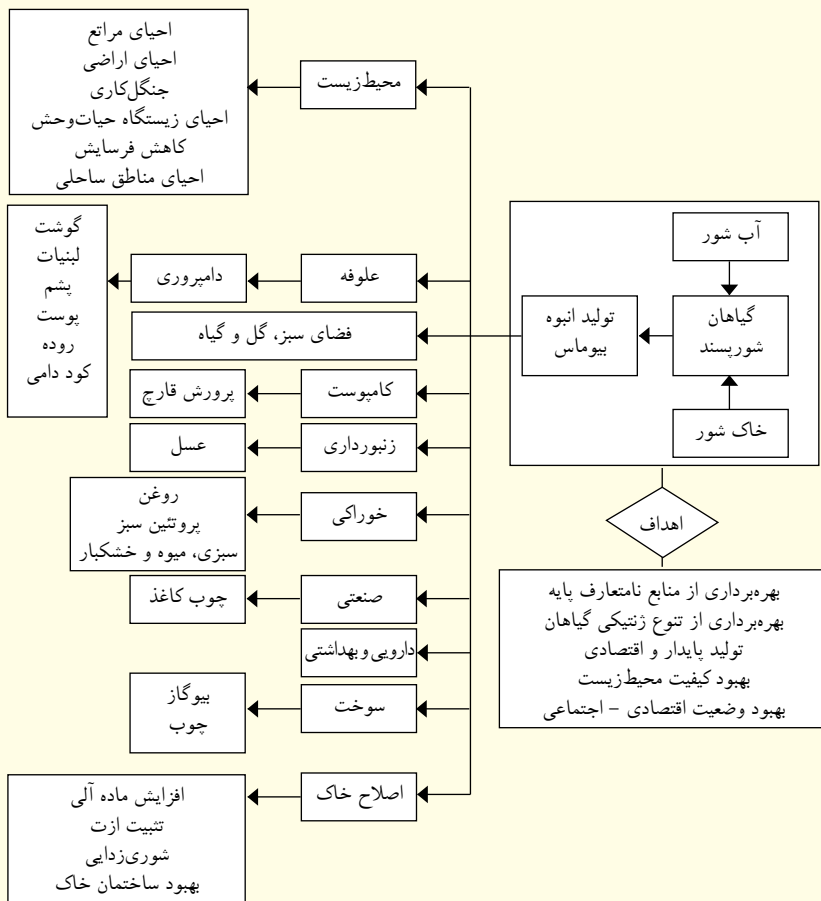 آب شور
گیاهان
شورپسند
خاک شور
تولید انبوه
بیوماس
اهداف
بهره‌برداری از منابع نامتعارف پایه
بهره‌برداری از تنوع ژنتیکی گیاهان
تولید پایدار و اقتصادی
بهبود کیفیت محیط‌زیست
بهبود وضعیت اقتصادی – اجتماعی
محیط‌زیست
احیای مراتع
احیای اراضی
جنگل‌کاری
احیای زیستگاه حیات‌وحش
کاهش فرسایش
احیای مناطق ساحلی
علوفه
دامپروری
گوشت
لبنیات
پشم
پوست
روده
کود دامی
فضای سبز، گل و گیاه
کامپوست
پرورش قارچ
زنبورداری
عسل
خوراکی
روغن
پروتئین سبز
سبزی، میوه و خشکبار
صنعتی
چوب کاغذ
دارویی و بهداشتی
سوخت
بیوگاز
چوب
اصلاح خاک
افزایش ماده آلی
تثبیت ازت
شوری‌زدایی
بهبود ساختمان خاک